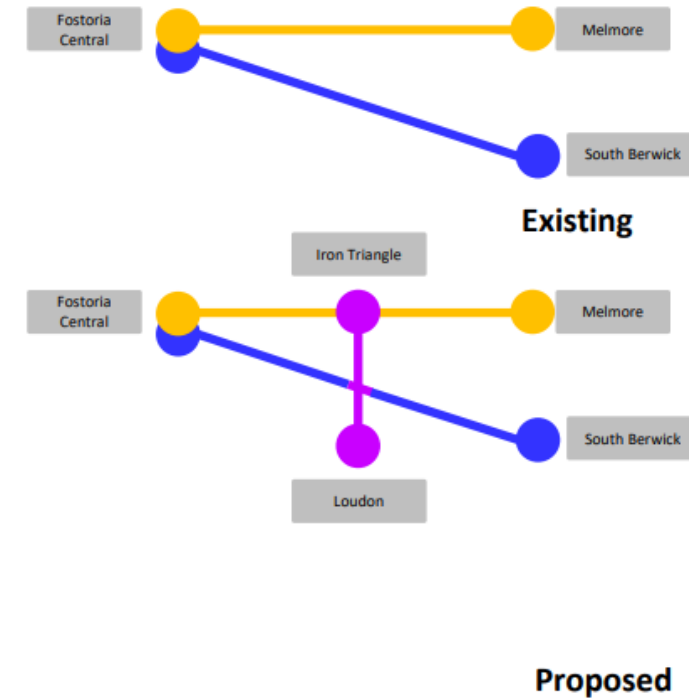 Fostoria
Central
Melmore
South Berwick
Existing
Iron Triangle
Fostoria
Central
Melmore
South Berwick
Loudon
Proposed